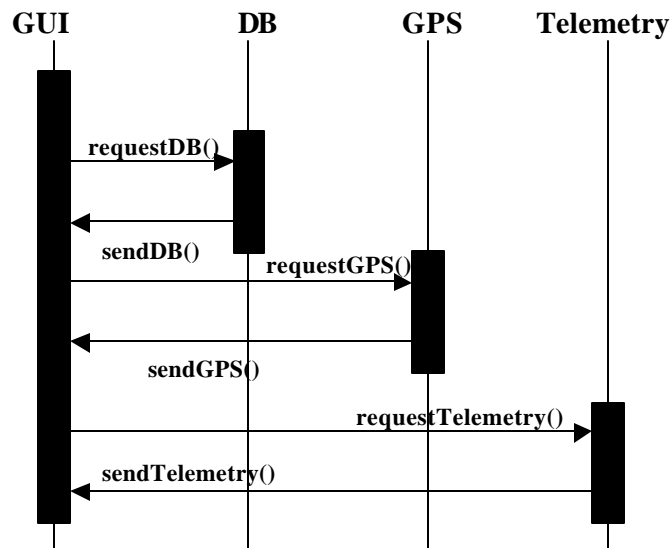 GUI DB GPS Telemetry
requestDB()
sendDB()
requestGPS()
sendGPS()
requestTelemetry()
sendTelemetry()